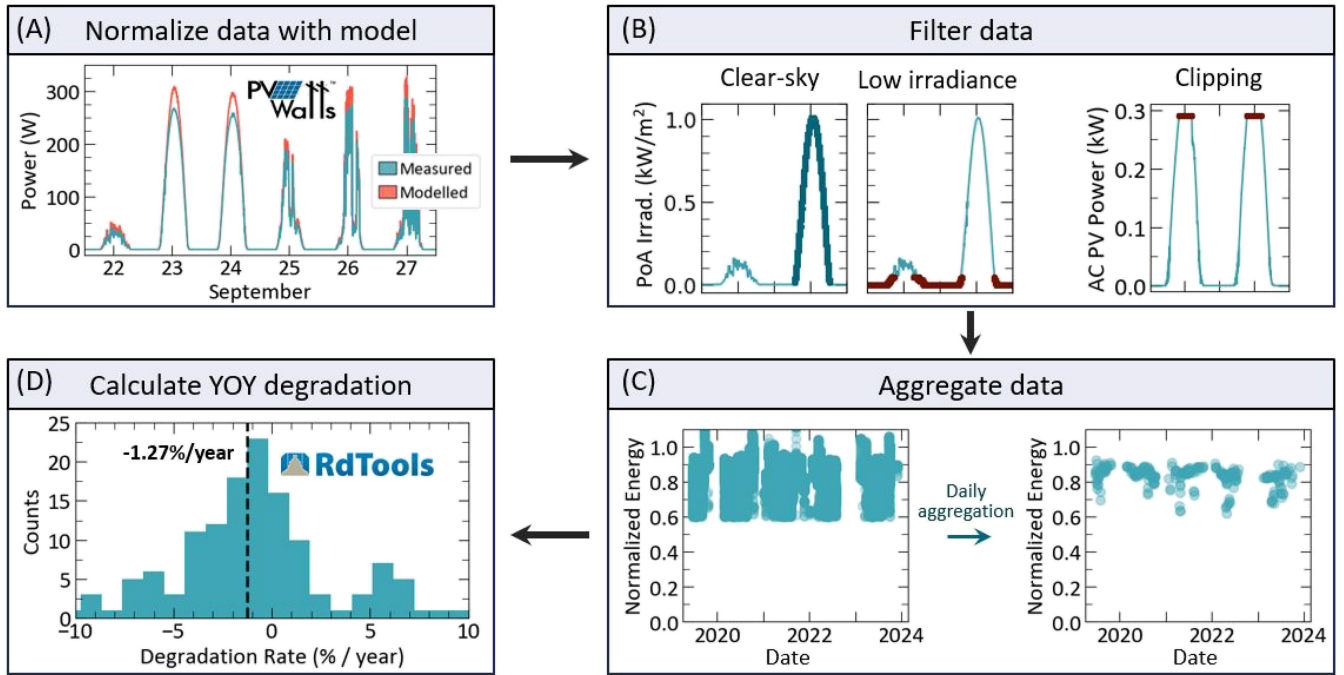 (A) Normalize data with model
PV Watts™
Power (W)
300
200
100
0
Measured
Modelled
22 23 24 25 26 27
September
(B) Filter data
Clear-sky
Low irradiance
Clipping
PoA Irrad. (kW/m²)
1.0
0.5
0.0
AC PV Power (kW)
0.3
0.2
0.1
0.0
(C) Aggregate data
Normalized Energy
1.0
0.8
0.6
0.4
0.2
0.0
2020 2022 2024
Date
Daily
aggregation
Normalized Energy
1.0
0.8
0.6
0.4
0.2
0.0
2020 2022 2024
Date
(D) Calculate YOY degradation
-1.27%/year
RdTools
Counts
25
20
15
10
5
0
−10 −5 0 5 10
Degradation Rate (% / year)